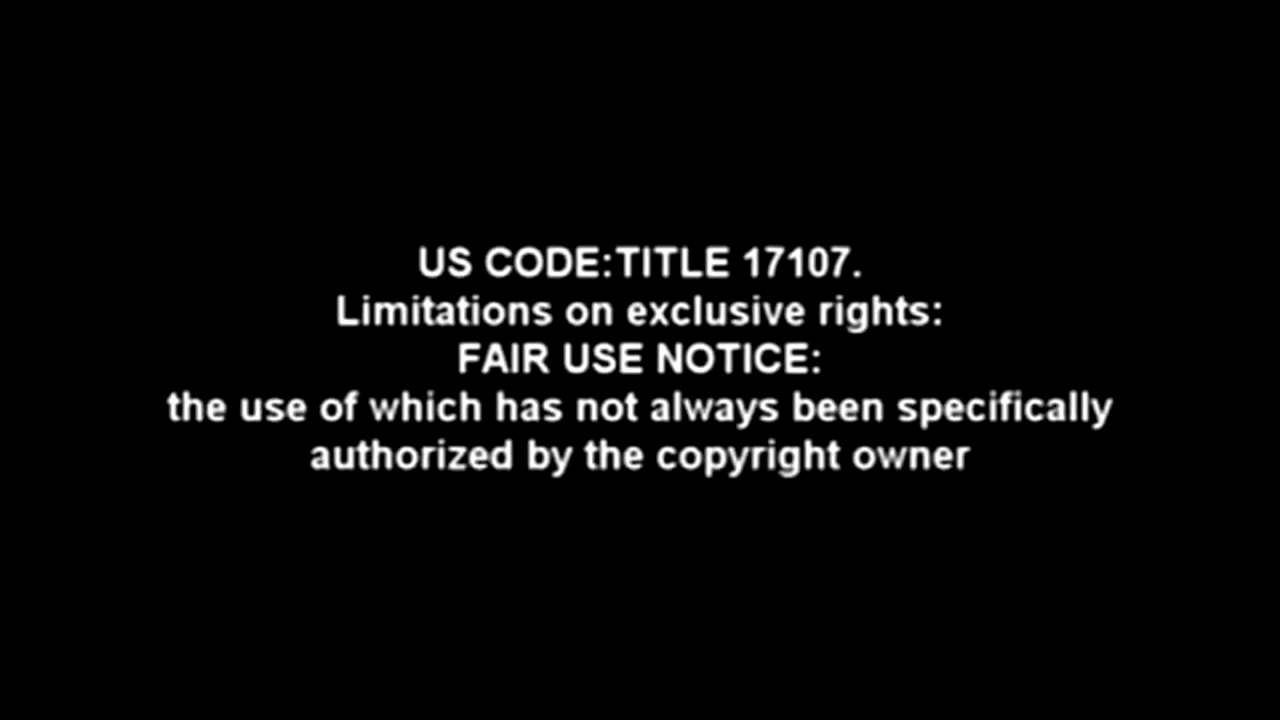 US CODE:TITLE 17107.
Limitations on exclusive rights:
FAIR USE NOTICE:
the use of which has not always been specifically
authorized by the copyright owner